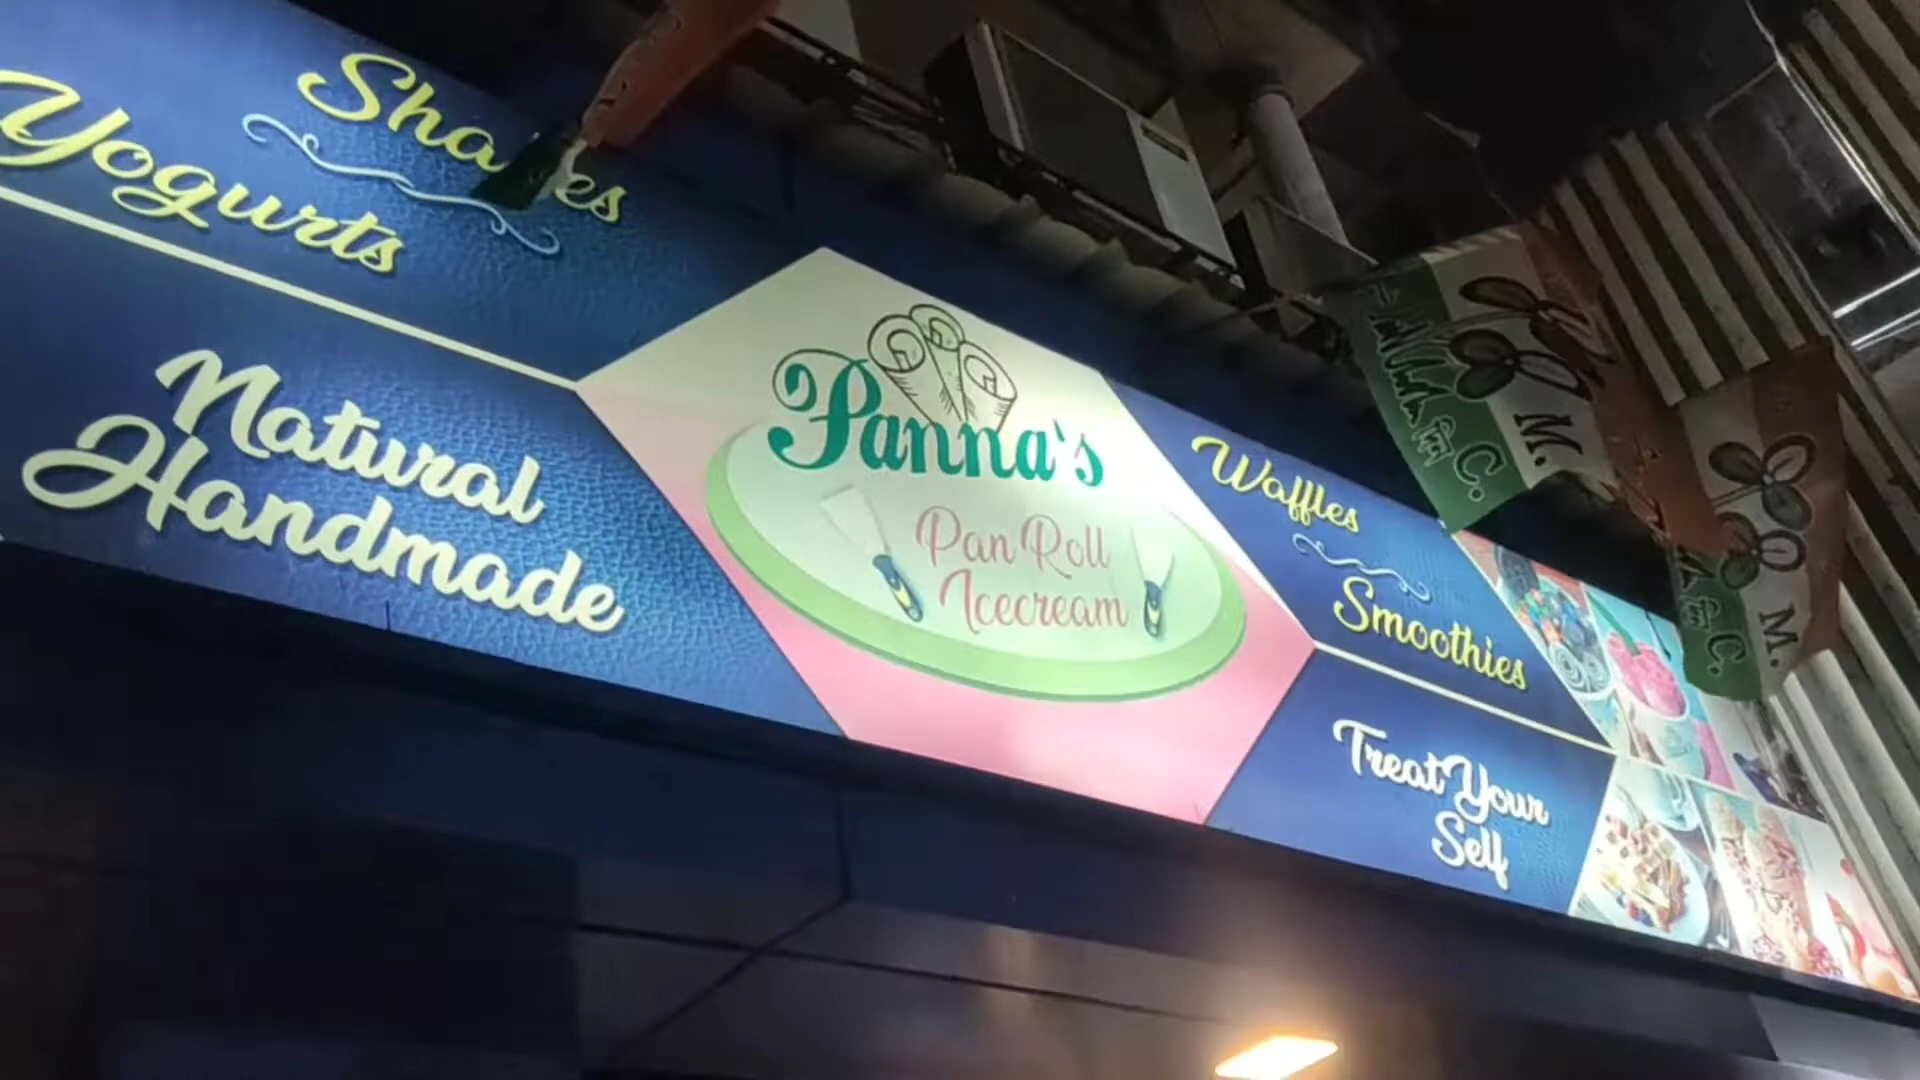 Shakes
Yogurts
Natural
Handmade
Panna's
Pan Roll
Icecream
Waffles
Smoothies
Treat Your
Self
M.
C.
M.
C.